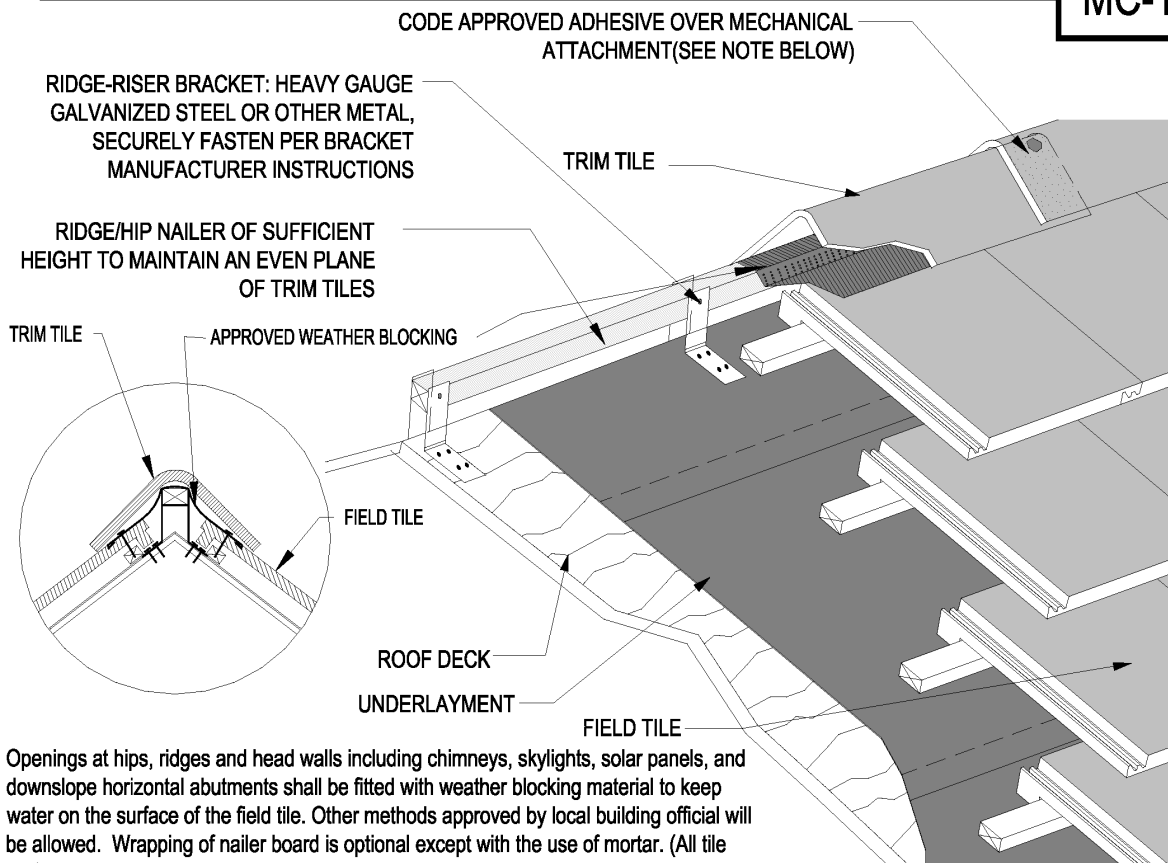 MC-1
CODE APPROVED ADHESIVE OVER MECHANICAL
ATTACHMENT(SEE NOTE BELOW)
RIDGE-RISER BRACKET: HEAVY GAUGE
GALVANIZED STEEL OR OTHER METAL,
SECURELY FASTEN PER BRACKET
MANUFACTURER INSTRUCTIONS
TRIM TILE
RIDGE/HIP NAILER OF SUFFICIENT
HEIGHT TO MAINTAIN AN EVEN PLANE
OF TRIM TILES
TRIM TILE
APPROVED WEATHER BLOCKING
FIELD TILE
ROOF DECK
UNDERLAYMENT
FIELD TILE
Openings at hips, ridges and head walls including chimneys, skylights, solar panels, and
downslope horizontal abutments shall be fitted with weather blocking material to keep
water on the surface of the field tile. Other methods approved by local building official will
be allowed. Wrapping of nailer board is optional except with the use of mortar. (All tile